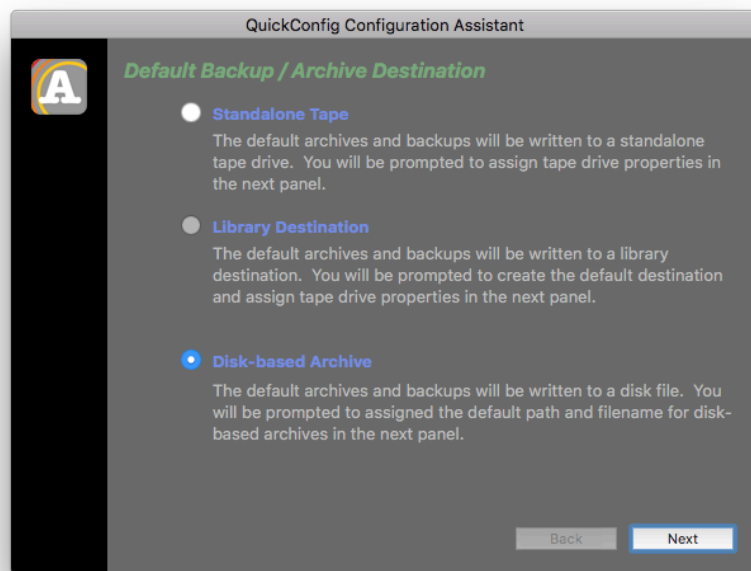 QuickConfig Configuration Assistant
A
Default Backup / Archive Destination
Standalone Tape
The default archives and backups will be written to a standalone
tape drive.  You will be prompted to assign tape drive properties in
the next panel.
Library Destination
The default archives and backups will be written to a library
destination.  You will be prompted to create the default destination
and assign tape drive properties in the next panel.
Disk-based Archive
The default archives and backups will be written to a disk file.  You
will be prompted to assigned the default path and filename for disk-
based archives in the next panel.
Back
Next